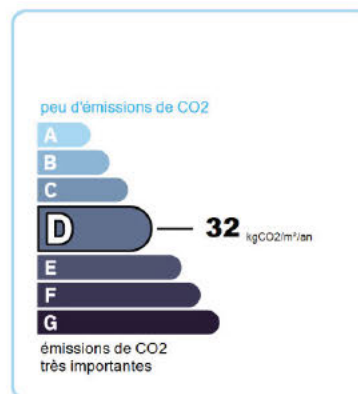 peu d'émissions de CO2
A
B
C
D 32 kgCO2/m²/an
E
F
G
émissions de CO2
très importantes